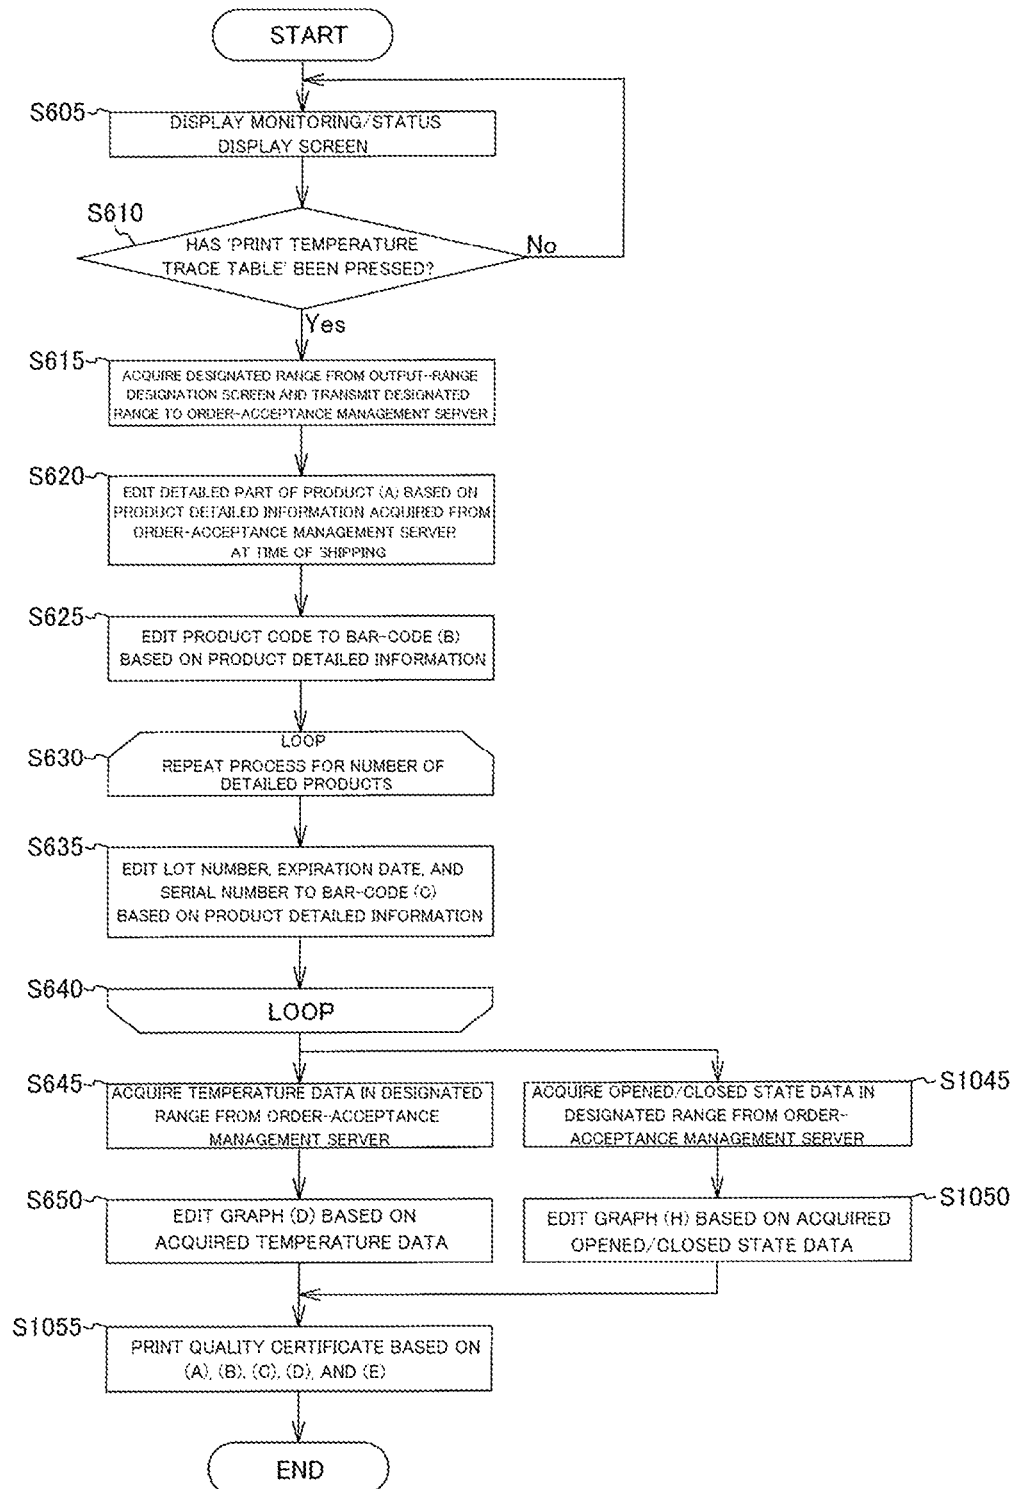 START
S605
DISPLAY MONITORING/STATUS
DISPLAY SCREEN
S610
HAS 'PRINT TEMPERATURE
TRACE TABLE' BEEN PRESSED?
No
Yes
S615
ACQUIRE DESIGNATED RANGE FROM OUTPUT-RANGE
DESIGNATION SCREEN AND TRANSMIT DESIGNATED
RANGE TO ORDER-ACCEPTANCE MANAGEMENT SERVER
S620
EDIT DETAILED PART OF PRODUCT (A) BASED ON
PRODUCT DETAILED INFORMATION ACQUIRED FROM
ORDER-ACCEPTANCE MANAGEMENT SERVER
AT TIME OF SHIPPING
S625
EDIT PRODUCT CODE TO BAR-CODE (B)
BASED ON PRODUCT DETAILED INFORMATION
S630
LOOP
REPEAT PROCESS FOR NUMBER OF
DETAILED PRODUCTS
S635
EDIT LOT NUMBER, EXPIRATION DATE, AND
SERIAL NUMBER TO BAR-CODE (C)
BASED ON PRODUCT DETAILED INFORMATION
S640
LOOP
S645
ACQUIRE TEMPERATURE DATA IN DESIGNATED
RANGE FROM ORDER-ACCEPTANCE
MANAGEMENT SERVER
S1045
ACQUIRE OPENED/CLOSED STATE DATA IN
DESIGNATED RANGE FROM ORDER-
ACCEPTANCE MANAGEMENT SERVER
S650
EDIT GRAPH (D) BASED ON
ACQUIRED TEMPERATURE DATA
S1050
EDIT GRAPH (H) BASED ON ACQUIRED
OPENED/CLOSED STATE DATA
S1055
PRINT QUALITY CERTIFICATE BASED ON
(A), (B), (C), (D), AND (E)
END